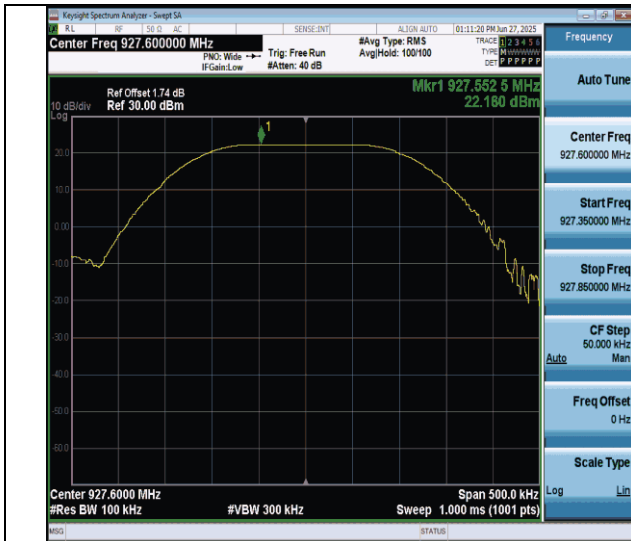 Keysight Spectrum Analyzer - Swept SA
RL RF 50 Ω AC SENSE:INT ALIGN AUTO 01:11:20 PM Jun 27, 2025
Center Freq 927.600000 MHz
PNO: Wide
IFGain:Low
Trig: Free Run
#Atten: 40 dB
#Avg Type: RMS
Avg|Hold: 100/100
TRACE 1 2 3 4 5 6
TYPE M
DET P P P P P P
Mkr1 927.552 5 MHz
22.160 dBm
Ref Offset 1.74 dB
10 dB/div Ref 30.00 dBm
Log
1
20.0
10.0
0.00
-10.0
-20.0
-30.0
-40.0
-50.0
-60.0
Center 927.6000 MHz Span 500.0 kHz
#Res BW 100 kHz #VBW 300 kHz Sweep 1.000 ms (1001 pts)
MSG STATUS
Frequency
Auto Tune
Center Freq
927.600000 MHz
Start Freq
927.350000 MHz
Stop Freq
927.850000 MHz
CF Step
50.000 kHz
Auto Man
Freq Offset
0 Hz
Scale Type
Log Lin